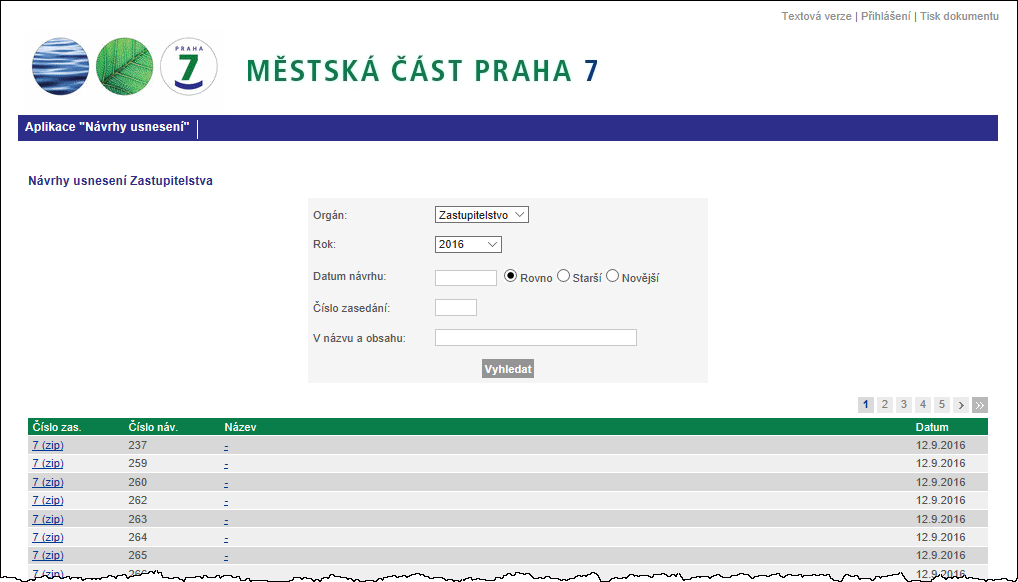 Textová verze | Přihlášení | Tisk dokumentu
PRAHA
7
MĚSTSKÁ ČÁST PRAHA 7
Aplikace "Návrhy usnesení"
Návrhy usnesení Zastupitelstva
Orgán: Zastupitelstvo
Rok: 2016
Datum návrhu: Rovno Starší Novější
Číslo zasedání:
V názvu a obsahu:
Vyhledat
1 2 3 4 5 > »
Číslo zas. Číslo náv. Název Datum
7 (zip) 237 - 12.9.2016
7 (zip) 259 - 12.9.2016
7 (zip) 260 - 12.9.2016
7 (zip) 262 - 12.9.2016
7 (zip) 263 - 12.9.2016
7 (zip) 264 - 12.9.2016
7 (zip) 265 - 12.9.2016
7 (zip) 266 - 12.9.2016